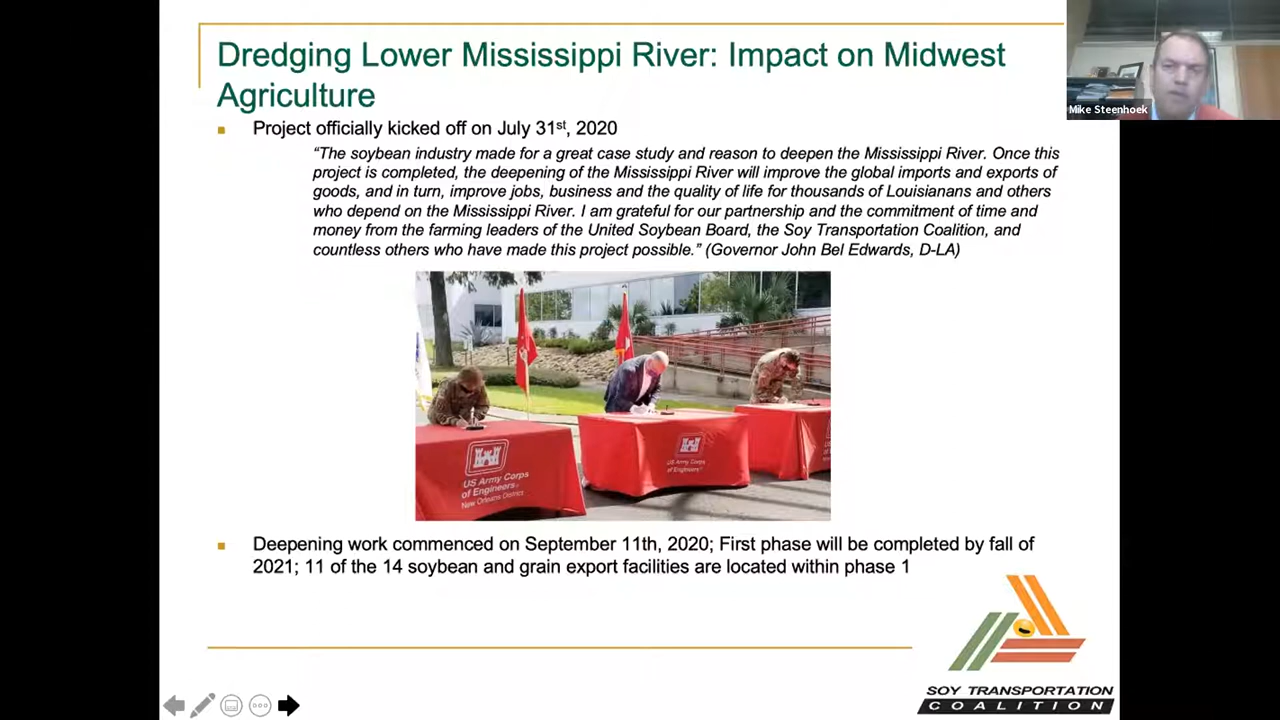 Dredging Lower Mississippi River: Impact on Midwest
Agriculture
Mike Steenhoek
Project officially kicked off on July 31st, 2020
“The soybean industry made for a great case study and reason to deepen the Mississippi River. Once this
project is completed, the deepening of the Mississippi River will improve the global imports and exports of
goods, and in turn, improve jobs, business and the quality of life for thousands of Louisianans and others
who depend on the Mississippi River. I am grateful for our partnership and the commitment of time and
money from the farming leaders of the United Soybean Board, the Soy Transportation Coalition, and
countless others who have made this project possible.” (Governor John Bel Edwards, D-LA)
US Army Corps
of Engineers®
New Orleans District
US Army Corps
of Engineers
Deepening work commenced on September 11th, 2020; First phase will be completed by fall of
2021; 11 of the 14 soybean and grain export facilities are located within phase 1
SOY TRANSPORTATION
COALITION